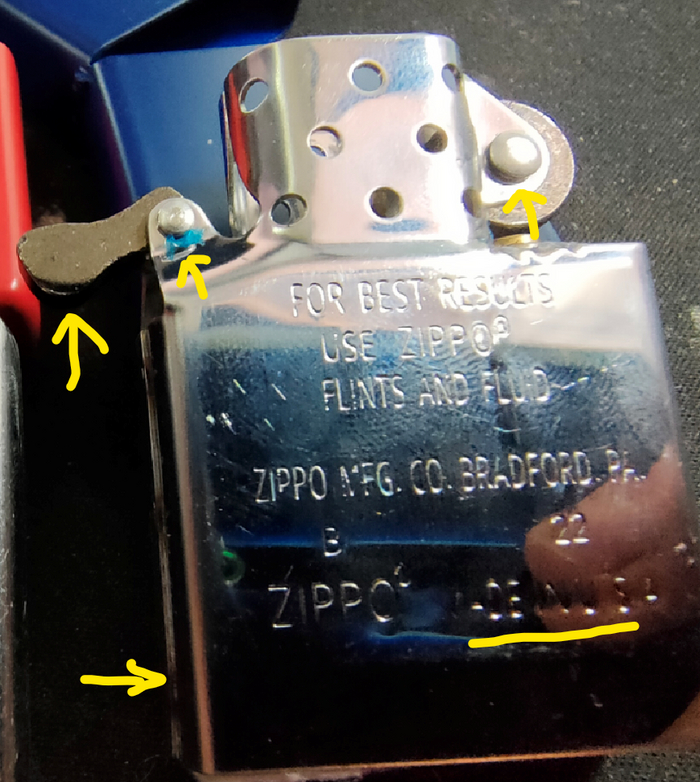 FOR BEST RESULTS
USE ZIPPO®
FLINTS AND FLUID
ZIPPO MFG. CO. BRADFORD. PA.
B 22
ZIPPO